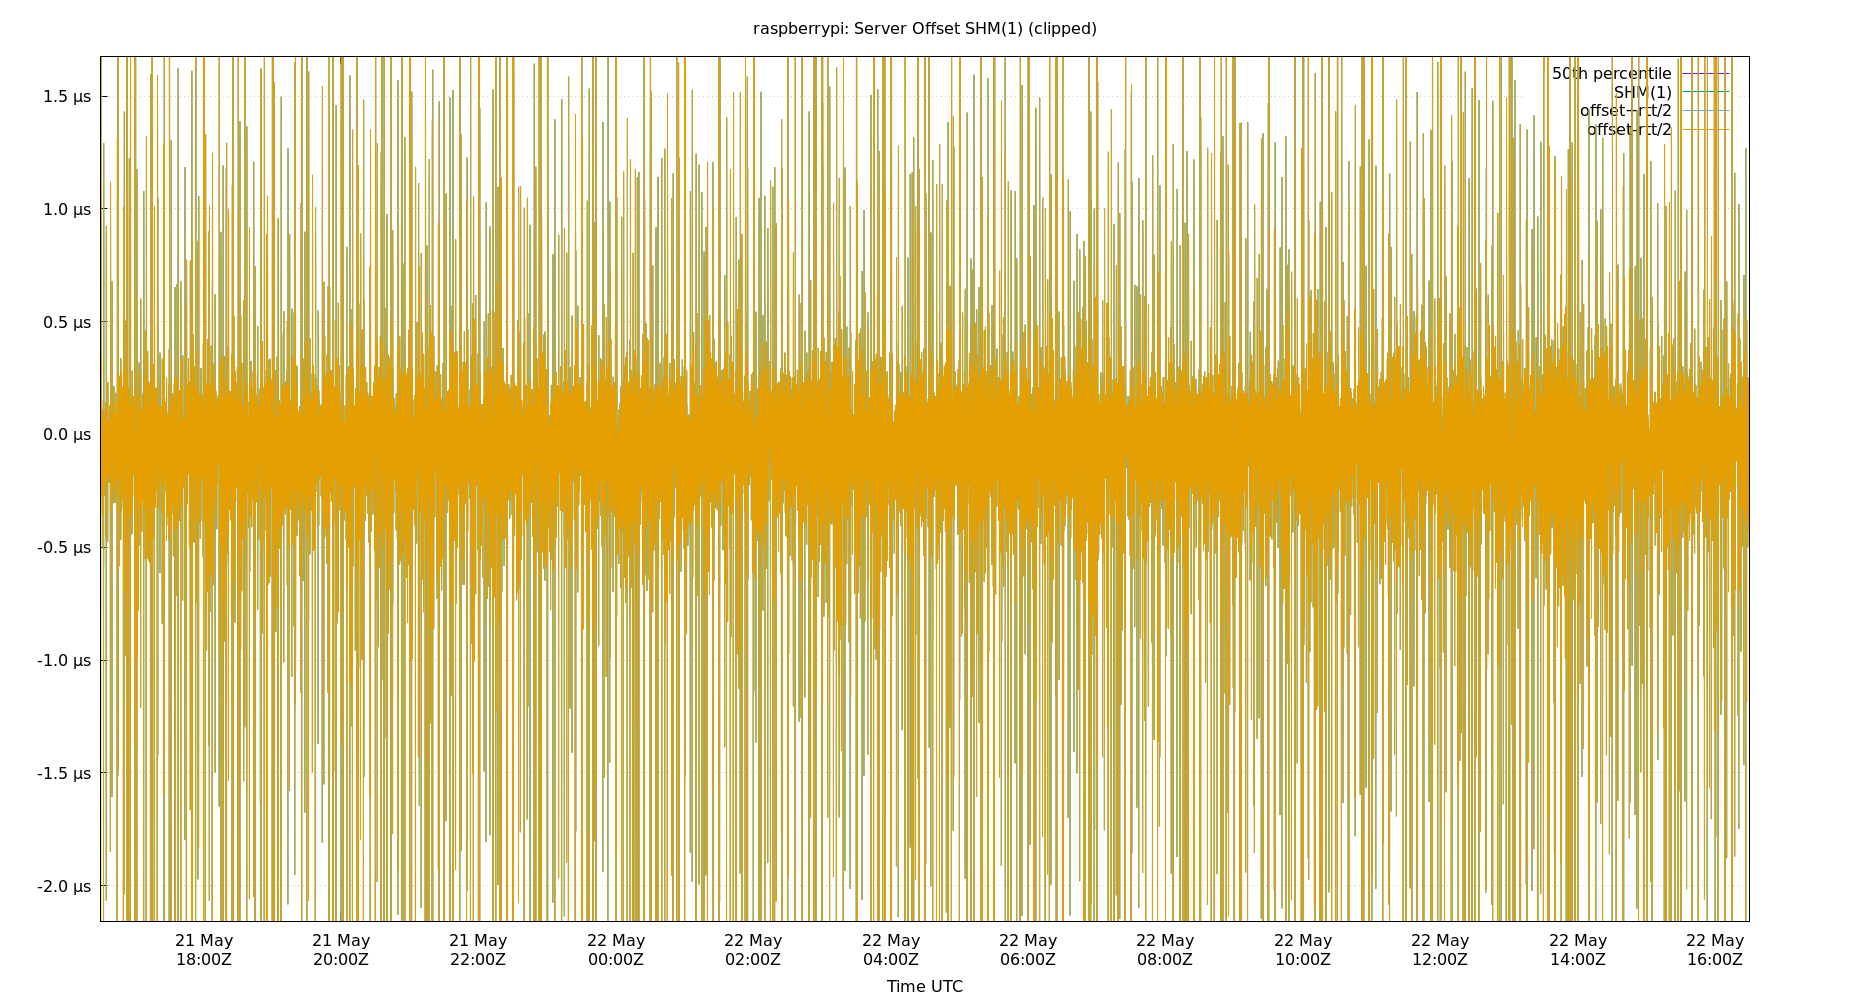 raspberrypi: Server Offset SHM(1) (clipped)
50th percentile
SHM(1)
offset+rtt/2
offset-rtt/2
1.5 µs
1.0 µs
0.5 µs
0.0 µs
-0.5 µs
-1.0 µs
-1.5 µs
-2.0 µs
21 May 21 May 21 May 22 May 22 May 22 May 22 May 22 May 22 May 22 May 22 May 22 May
18:00Z 20:00Z 22:00Z 00:00Z 02:00Z 04:00Z 06:00Z 08:00Z 10:00Z 12:00Z 14:00Z 16:00Z
Time UTC